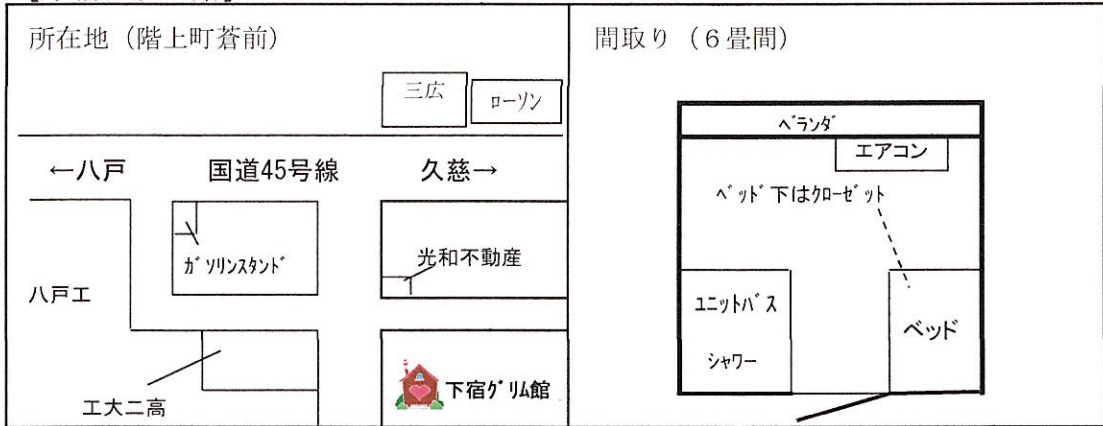 所在地（階上町蒼前）
三広
ローソン
←八戸
国道45号線
久慈→
ガソリンスタンド
光和不動産
八戸工
工大二高
下宿グリム館
間取り（６畳間）
ベランダ
エアコン
ベッド下はクローゼット
ユニットバス
シャワー
ベッド